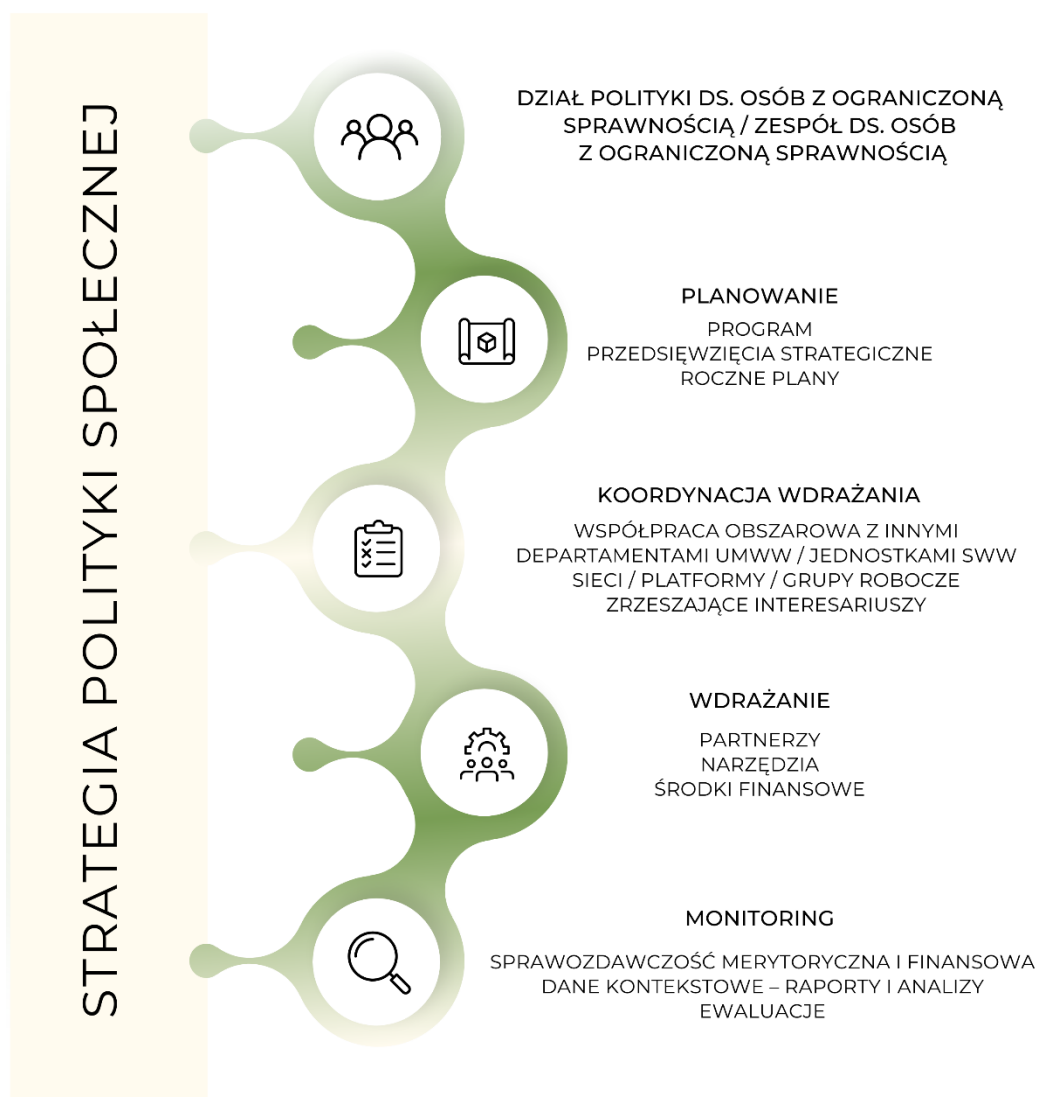 STRATEGIA POLITYKI SPOŁECZNEJ
DZIAŁ POLITYKI DS. OSÓB Z OGRANICZONĄ
SPRAWNOŚCIĄ / ZESPÓŁ DS. OSÓB
Z OGRANICZONĄ SPRAWNOŚCIĄ
PLANOWANIE
PROGRAM
PRZEDSIĘWZIĘCIA STRATEGICZNE
ROCZNE PLANY
KOORDYNACJA WDRAŻANIA
WSPÓŁPRACA OBSZAROWA Z INNYMI
DEPARTAMENTAMI UMWW / JEDNOSTKAMI SWW
SIECI / PLATFORMY / GRUPY ROBOCZE
ZRZESZAJĄCE INTERESARIUSZY
WDRAŻANIE
PARTNERZY
NARZĘDZIA
ŚRODKI FINANSOWE
MONITORING
SPRAWOZDAWCZOŚĆ MERYTORYCZNA I FINANSOWA
DANE KONTEKSTOWE – RAPORTY I ANALIZY
EWALUACJE